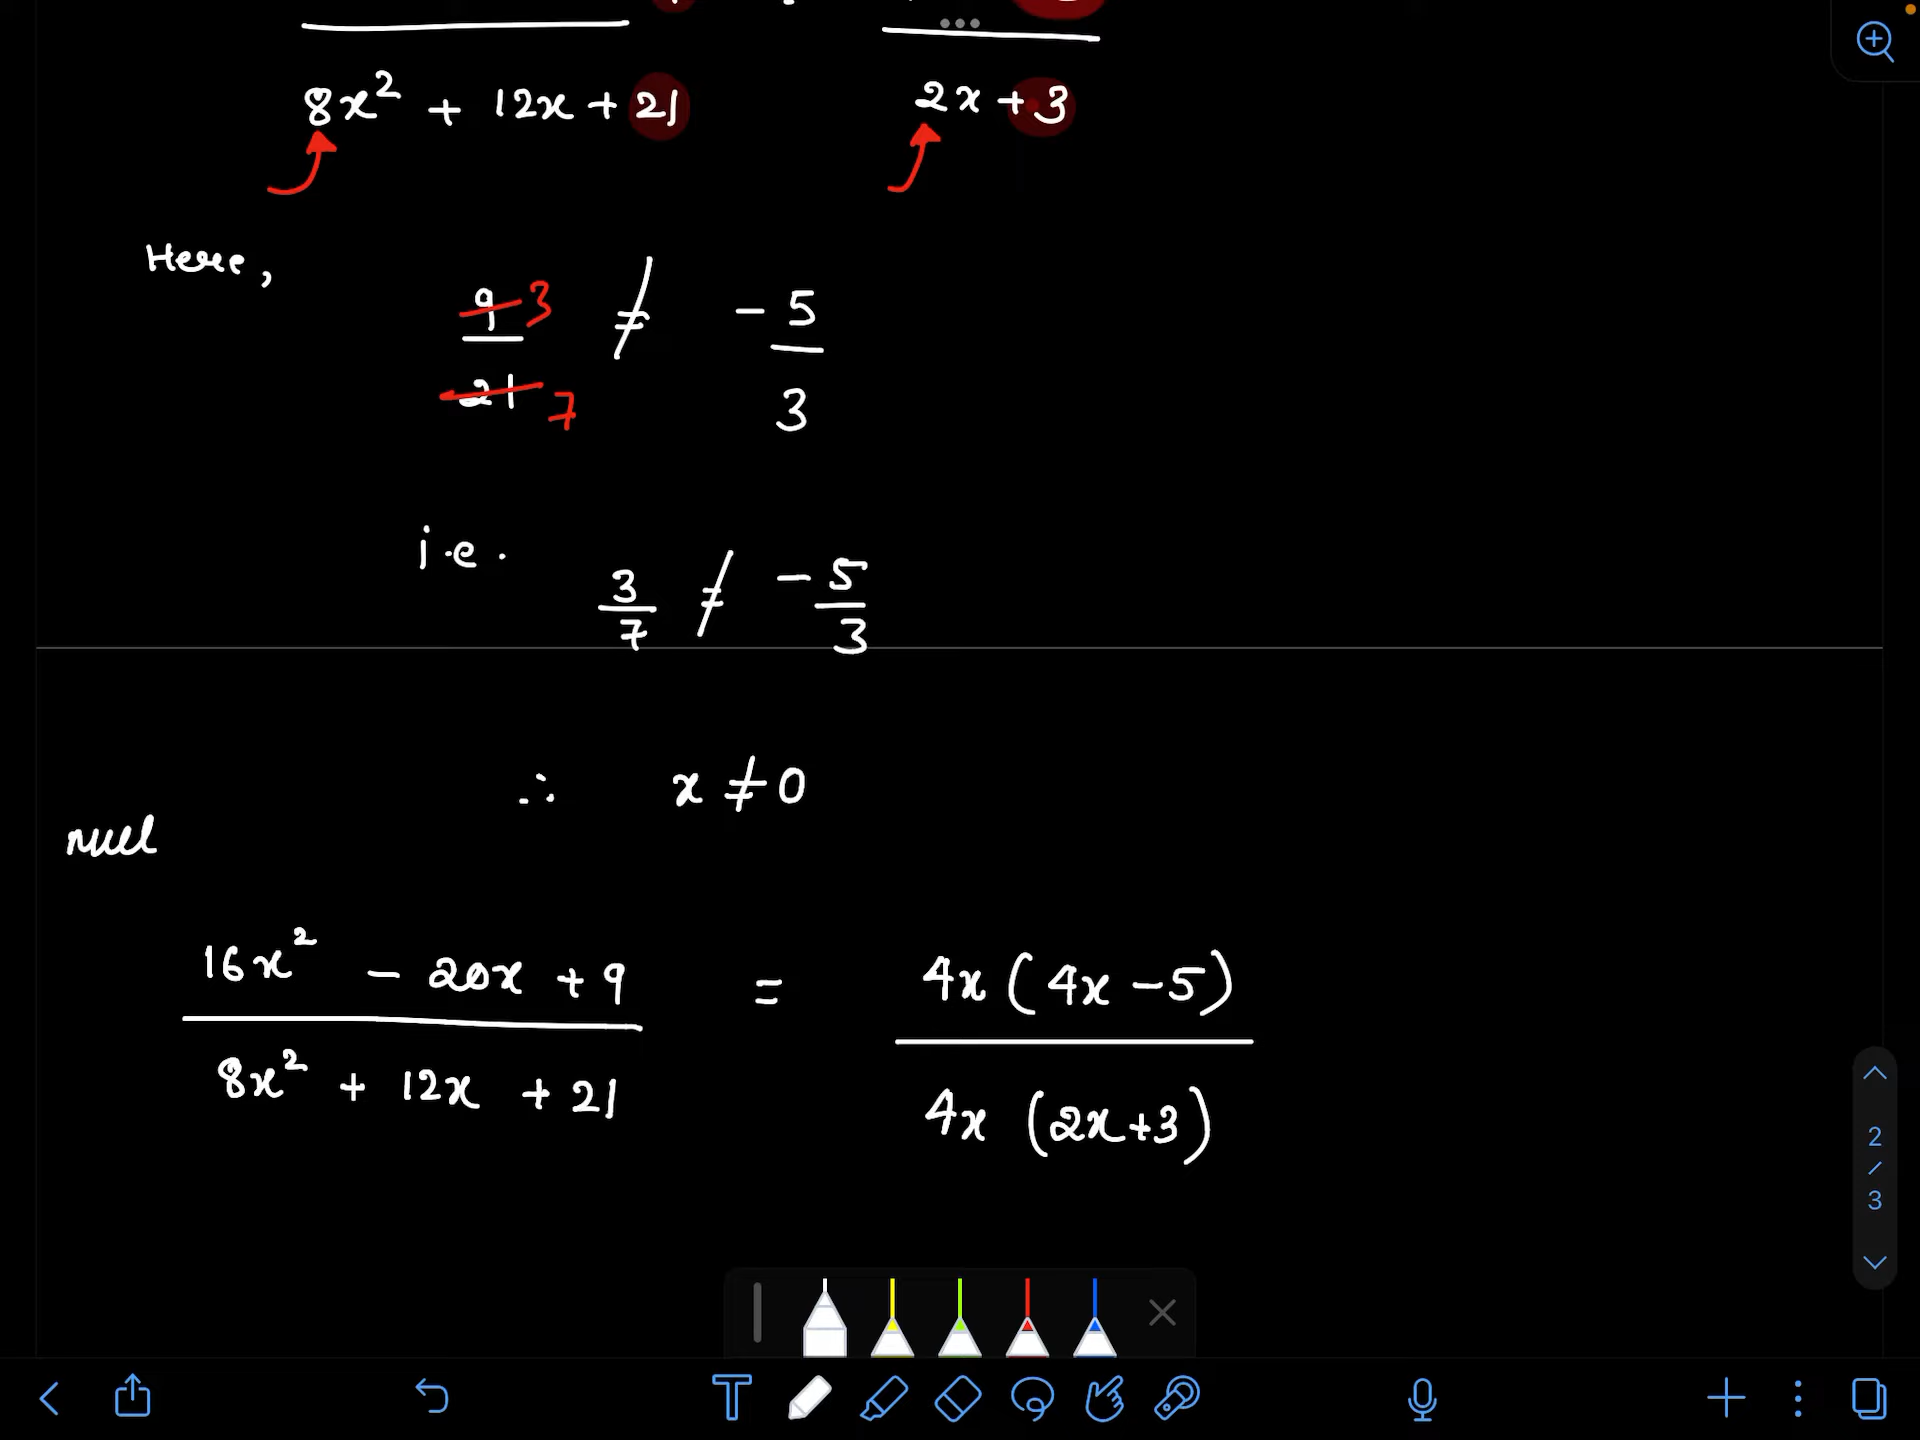 8x² + 12x + 21    2x + 3
Here,
9/21 3/7 ≠ -5/3
i.e. 3/7 ≠ -5/3
∴ x ≠ 0
(16x² - 20x + 9)/(8x² + 12x + 21) = 4x(4x - 5)/4x(2x+3)
2
/
3
T